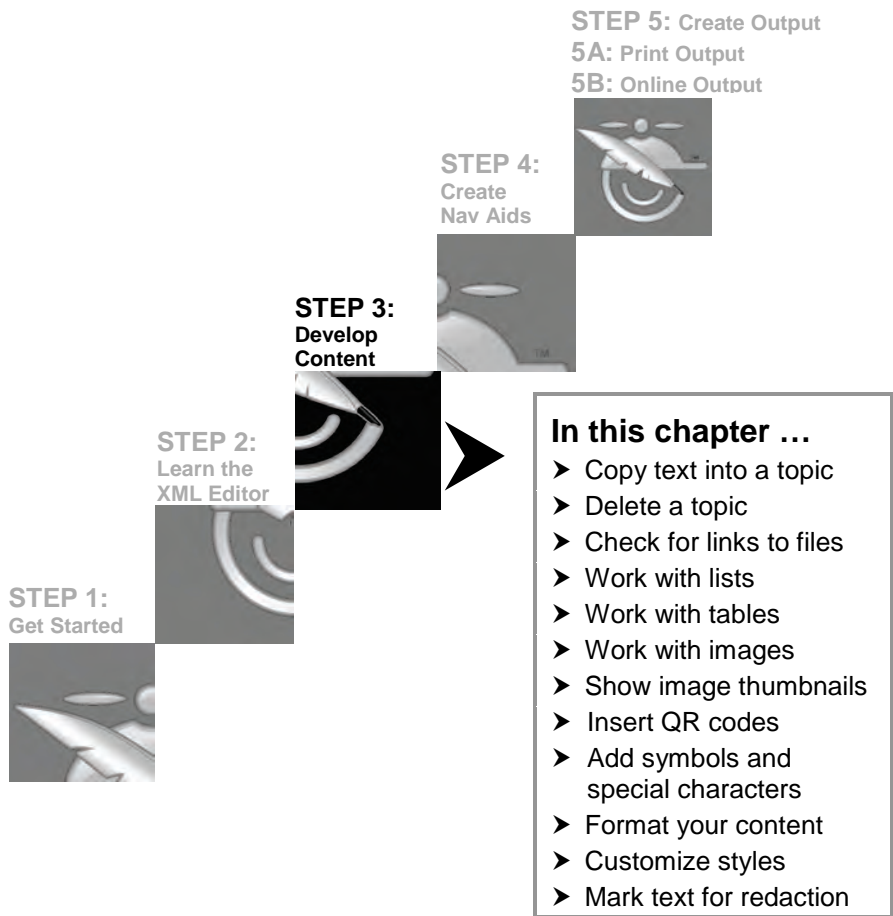 STEP 5: Create Output
5A: Print Output
5B: Online Output
STEP 4:
Create
Nav Aids
TM
STEP 3:
Develop
Content
STEP 2:
Learn the
XML Editor
STEP 1:
Get Started
In this chapter …
➤ Copy text into a topic
➤ Delete a topic
➤ Check for links to files
➤ Work with lists
➤ Work with tables
➤ Work with images
➤ Show image thumbnails
➤ Insert QR codes
➤ Add symbols and
special characters
➤ Format your content
➤ Customize styles
➤ Mark text for redaction